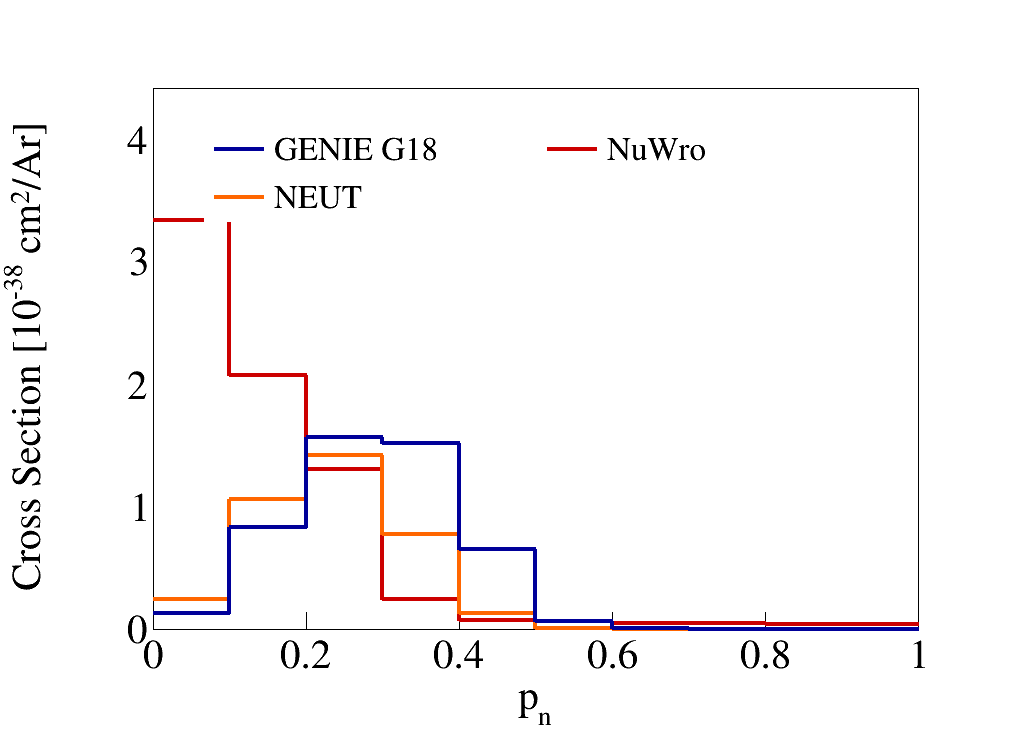 GENIE G18
NuWro
NEUT
Cross Section [10⁻³⁸ cm²/Ar]
4
3
2
1
0
0 0.2 0.4 0.6 0.8 1
pₙ